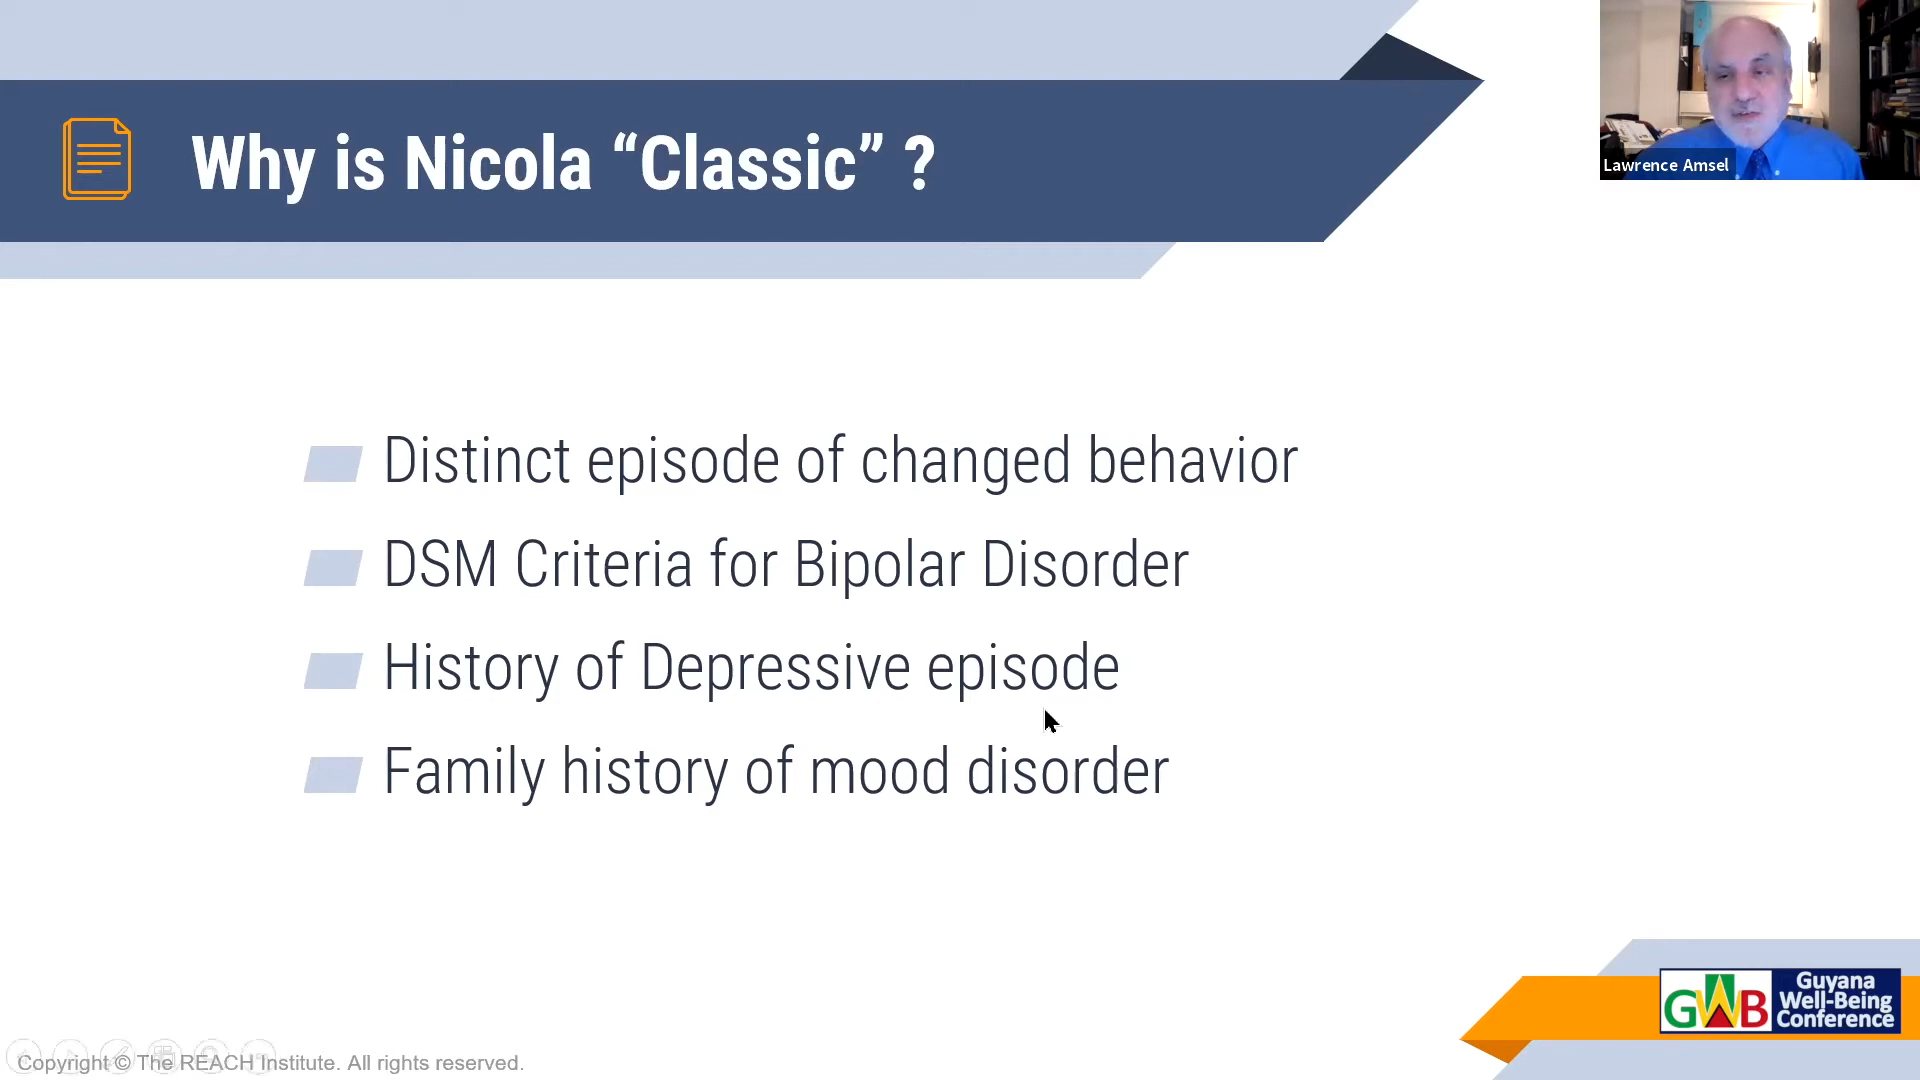 Why is Nicola “Classic” ?
Lawrence Amsel
Distinct episode of changed behavior
DSM Criteria for Bipolar Disorder
History of Depressive episode
Family history of mood disorder
GWB
Guyana
Well-Being
Conference
Copyright © The REACH Institute. All rights reserved.